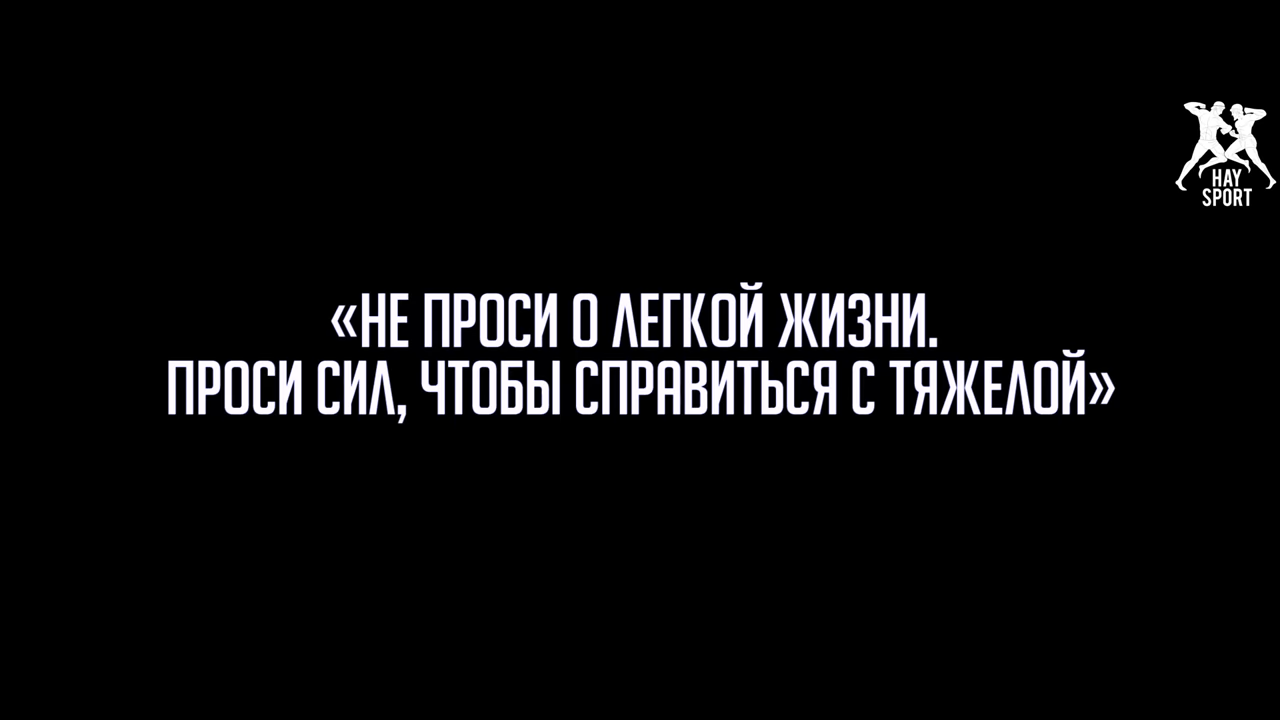 HAY
SPORT
«НЕ ПРОСИ О ЛЕГКОЙ ЖИЗНИ.
ПРОСИ СИЛ, ЧТОБЫ СПРАВИТЬСЯ С ТЯЖЕЛОЙ»